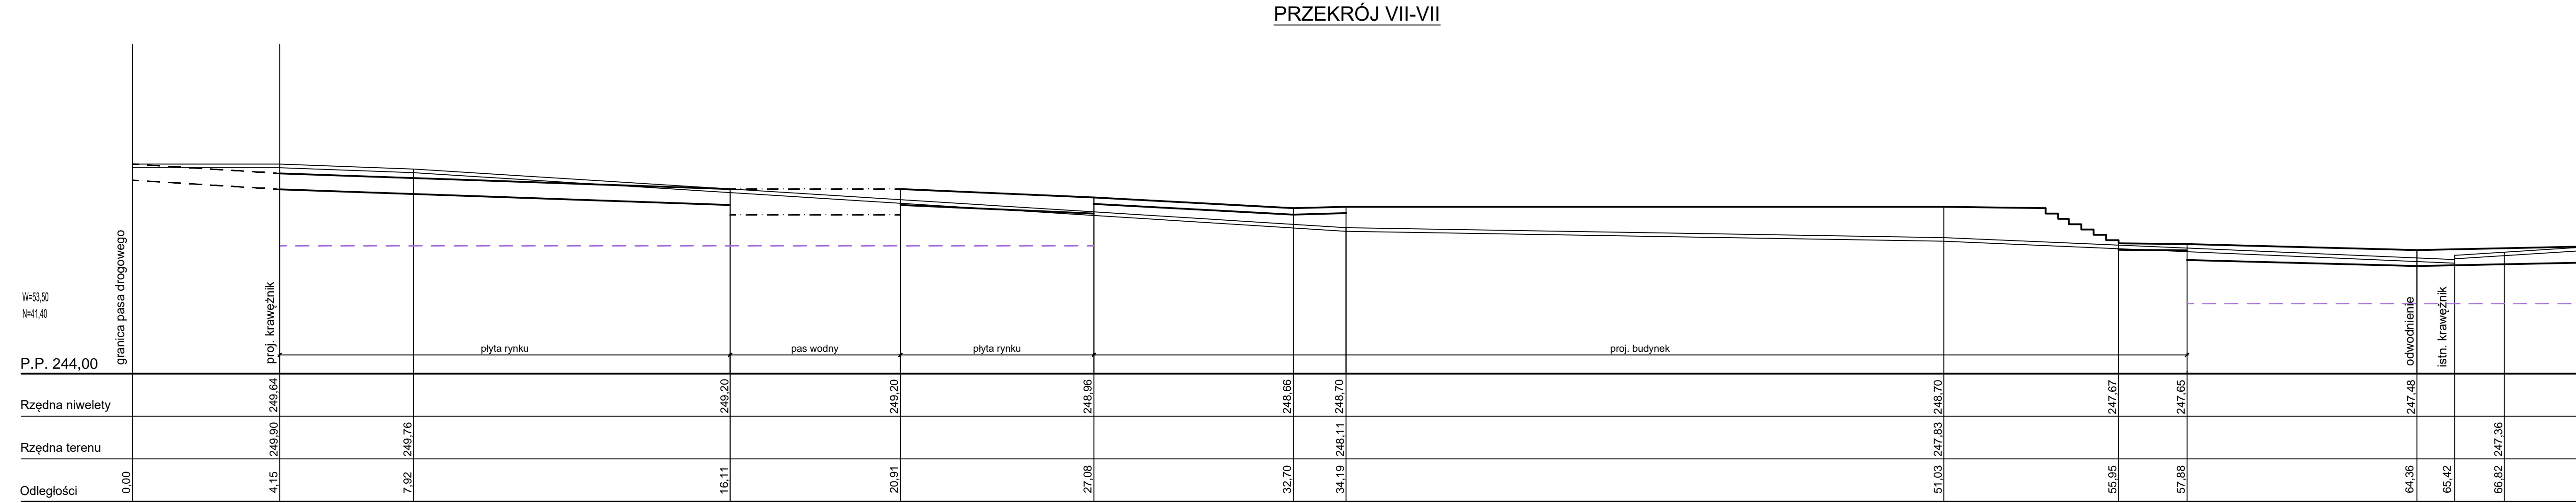 PRZEKRÓJ VII-VII
granica pasa drogowego
proj. krawężnik
odwodnienie
istn. krawężnik
W=53,50
N=41,40
płyta rynku
pas wodny
płyta rynku
proj. budynek
P.P. 244,00
Rzędna niwelety 249,64 249,20 249,20 248,96 248,66 248,70 248,70 247,67 247,65 247,48
Rzędna terenu 249,90 249,76 248,11 247,83 247,36
Odległości 0,00 4,15 7,92 16,11 20,91 27,08 32,70 34,19 51,03 55,95 57,88 64,36 65,42 66,82